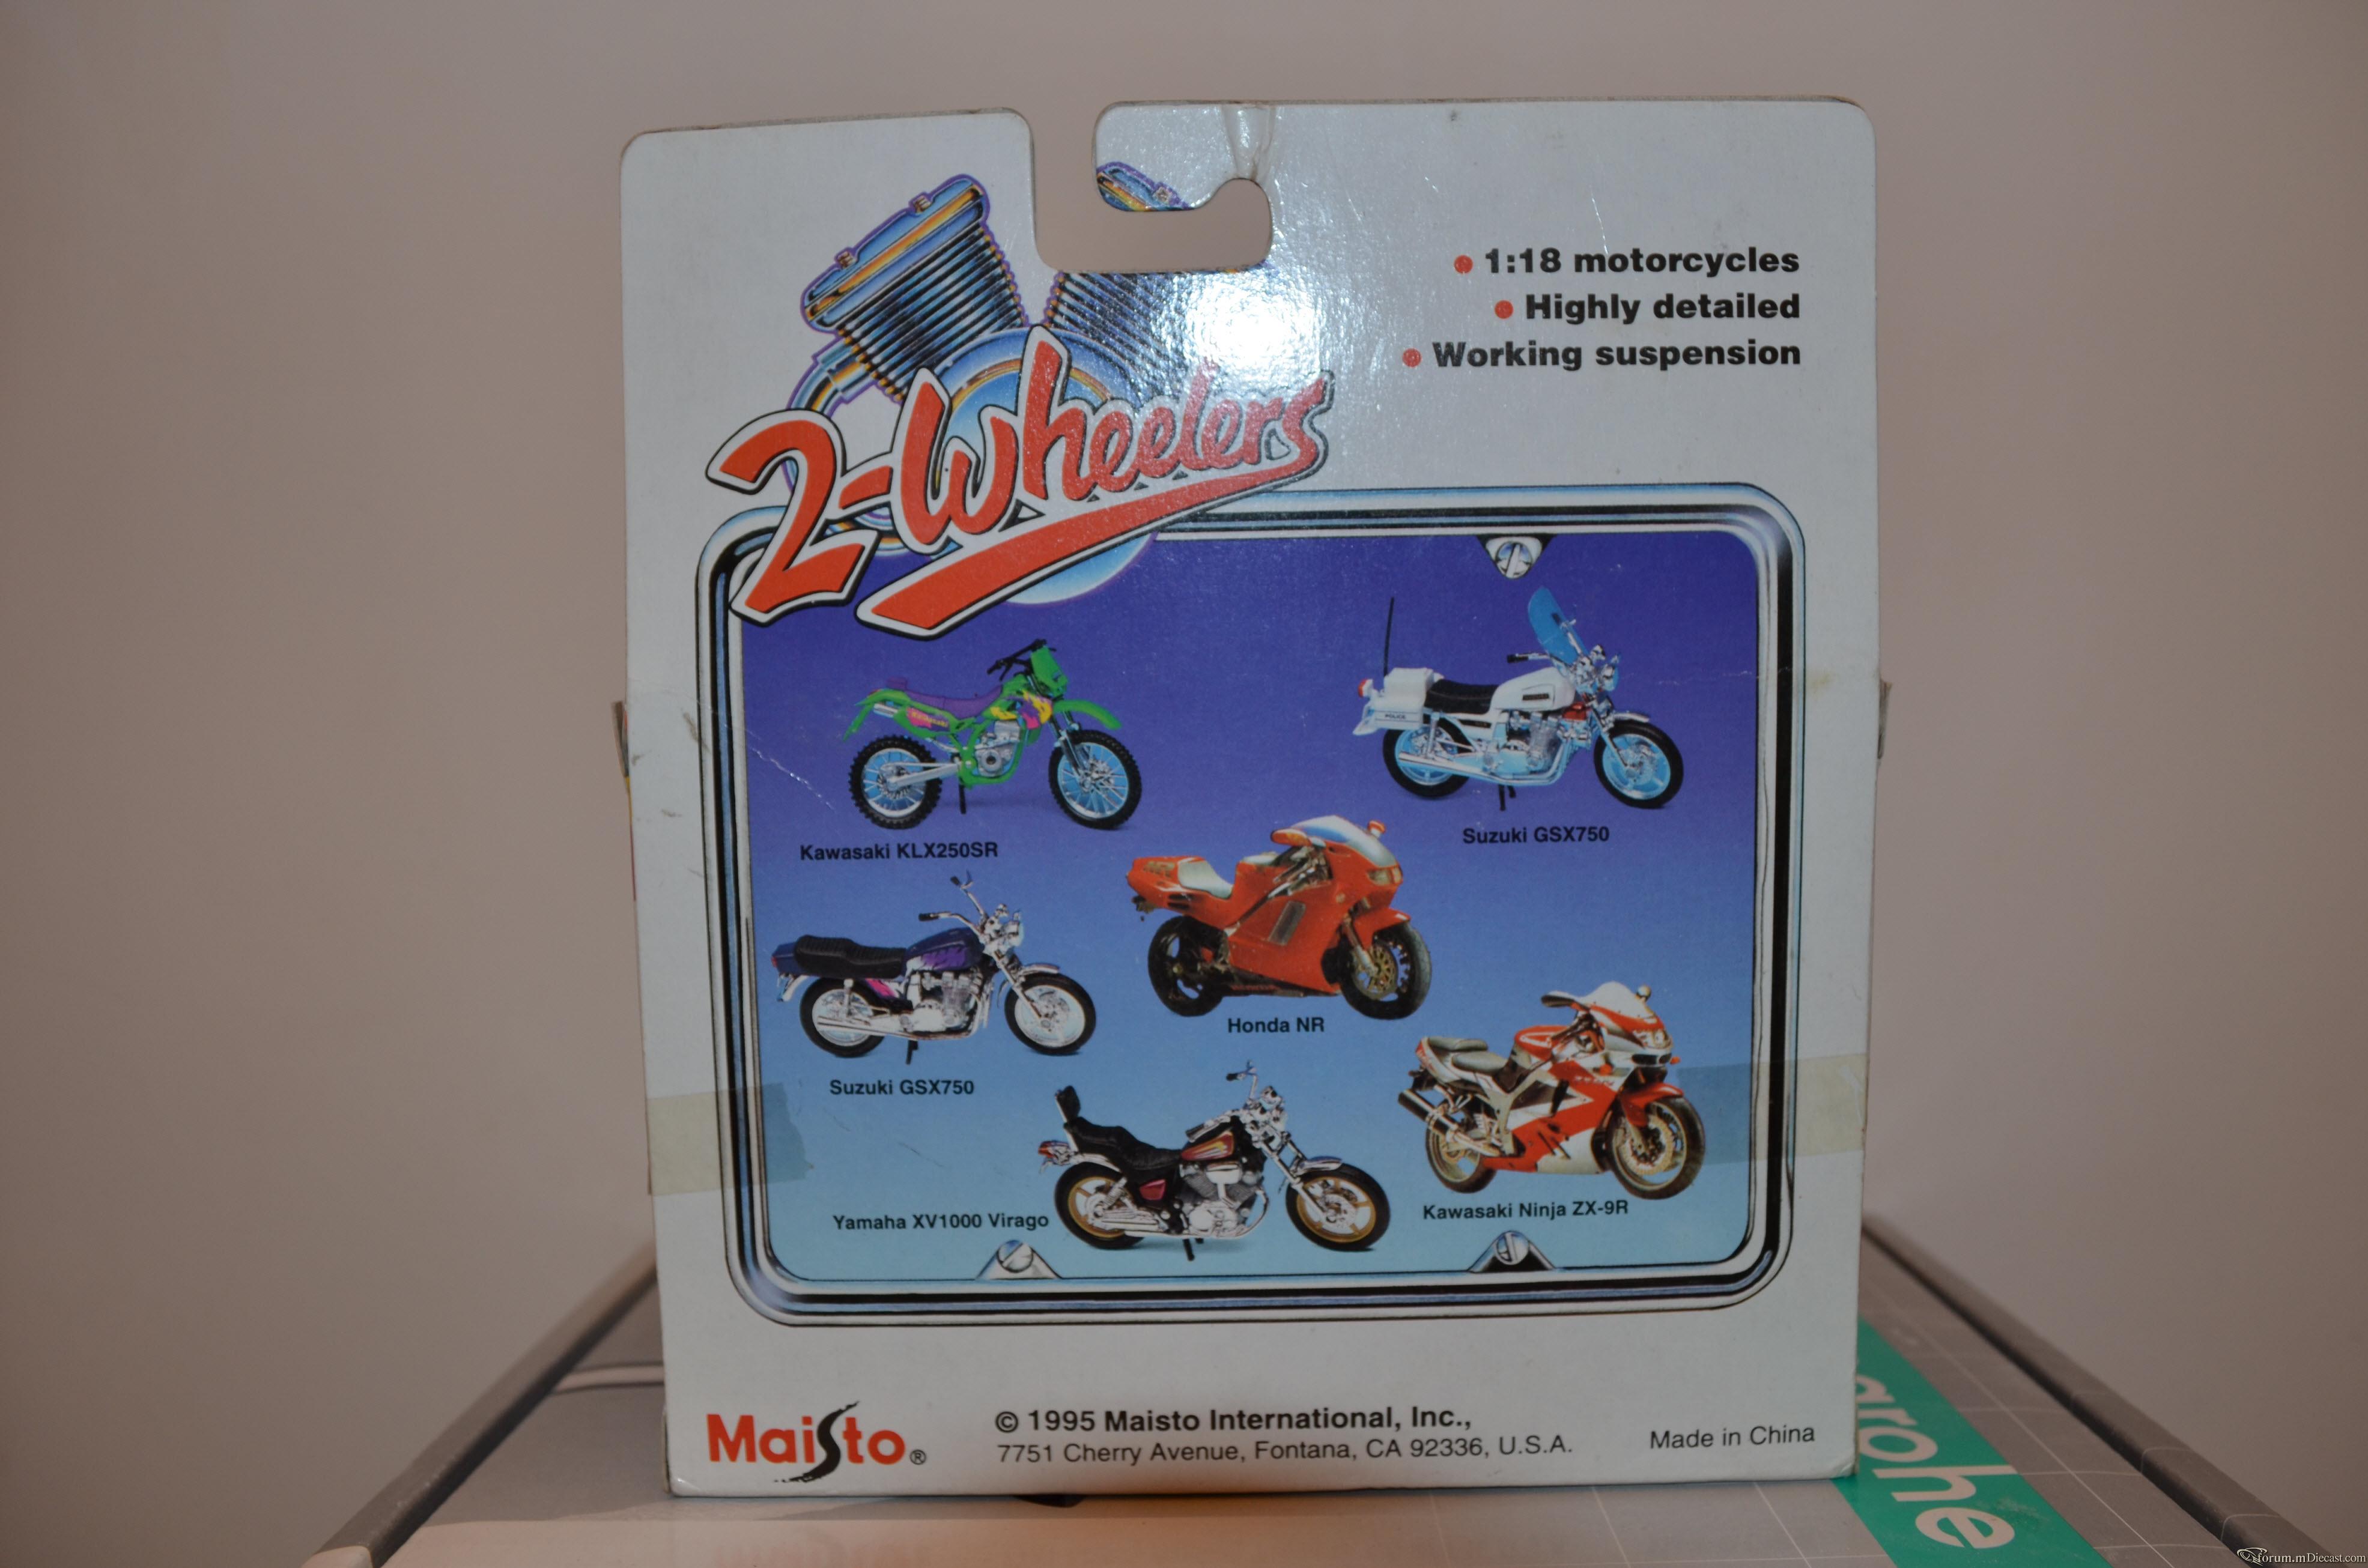 • 1:18 motorcycles
• Highly detailed
• Working suspension
2-Wheelers
Kawasaki KLX250SR
POLICE
Suzuki GSX750
Honda NR
Suzuki GSX750
Yamaha XV1000 Virago
Kawasaki Ninja ZX-9R
Maisto®
© 1995 Maisto International, Inc.,
7751 Cherry Avenue, Fontana, CA 92336, U.S.A.
Made in China
grohe
forum.mDiecast.com